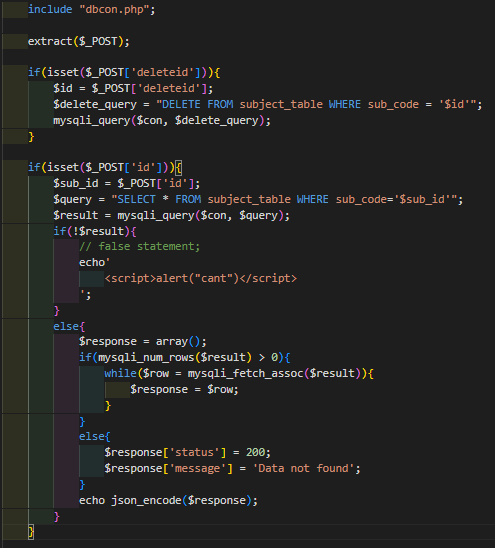 include "dbcon.php";
extract($_POST);
if(isset($_POST['deleteid'])){
$id = $_POST['deleteid'];
$delete_query = "DELETE FROM subject_table WHERE sub_code = '$id'";
mysqli_query($con, $delete_query);
}
if(isset($_POST['id'])){
$sub_id = $_POST['id'];
$query = "SELECT * FROM subject_table WHERE sub_code='$sub_id'";
$result = mysqli_query($con, $query);
if(!$result){
// false statement;
echo'
<script>alert("cant")</script>
';
}
else{
$response = array();
if(mysqli_num_rows($result) > 0){
while($row = mysqli_fetch_assoc($result)){
$response = $row;
}
}
else{
$response['status'] = 200;
$response['message'] = 'Data not found';
}
echo json_encode($response);
}
}